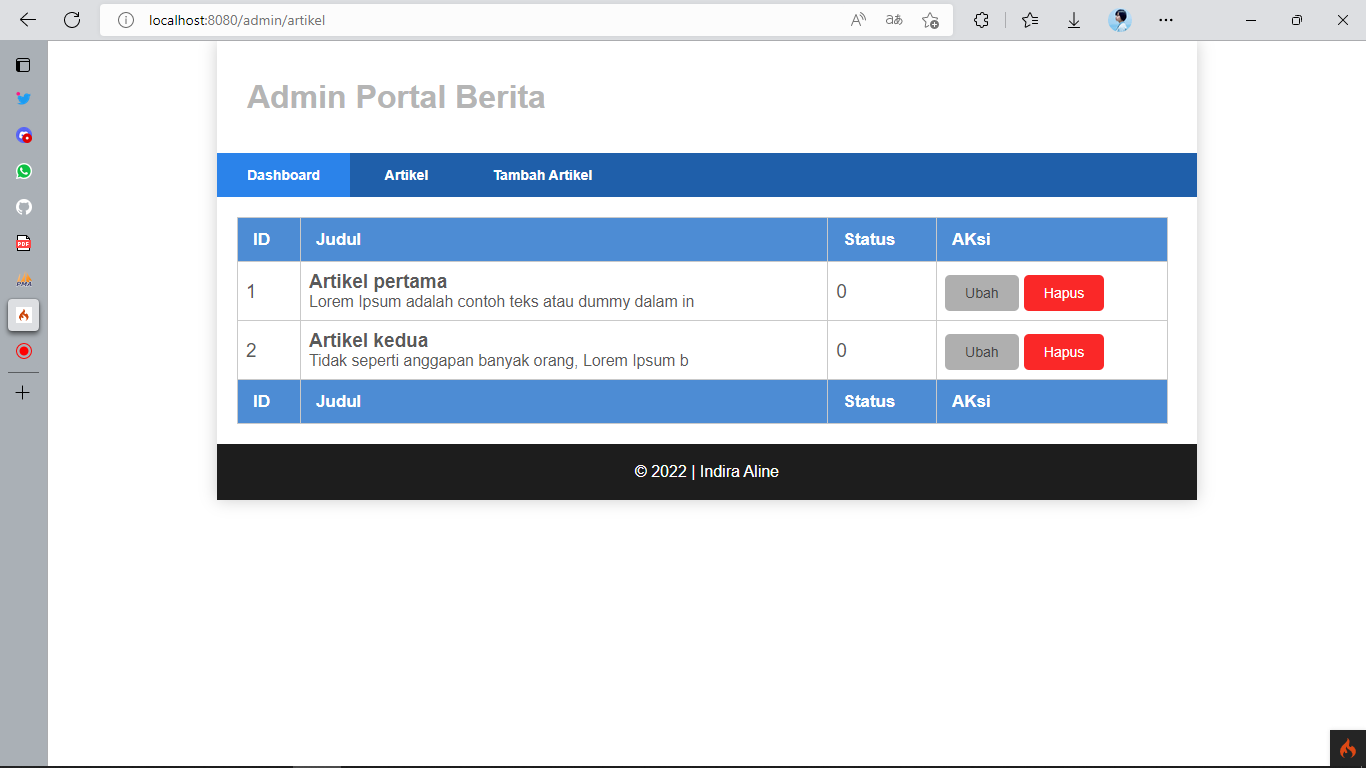 localhost:8080/admin/artikel
Admin Portal Berita
Dashboard Artikel Tambah Artikel
ID Judul Status AKsi
1 Artikel pertama
Lorem Ipsum adalah contoh teks atau dummy dalam in
0 Ubah Hapus
2 Artikel kedua
Tidak seperti anggapan banyak orang, Lorem Ipsum b
0 Ubah Hapus
ID Judul Status AKsi
© 2022 | Indira Aline
PDF
PMA